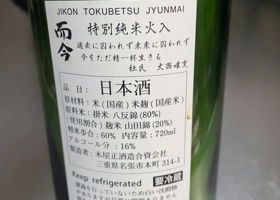 JIKON TOKUBETSU JYUNMAI
而今 特別純米火入
過去に囚われず未来に囚われず
今をただ精一杯生きる
杜氏 大西唯克
品名:日本酒
原材料:米(国産)米麹(国産米)
原料米:掛米 八反錦(80%)
(使用割合)麹米 山田錦(20%)
精米歩合:60% 内容量:720ml
アルコール分:16%
製造者:木屋正酒造合資会社
三重県名張市本町314-1
Keep refrigerated 要冷蔵